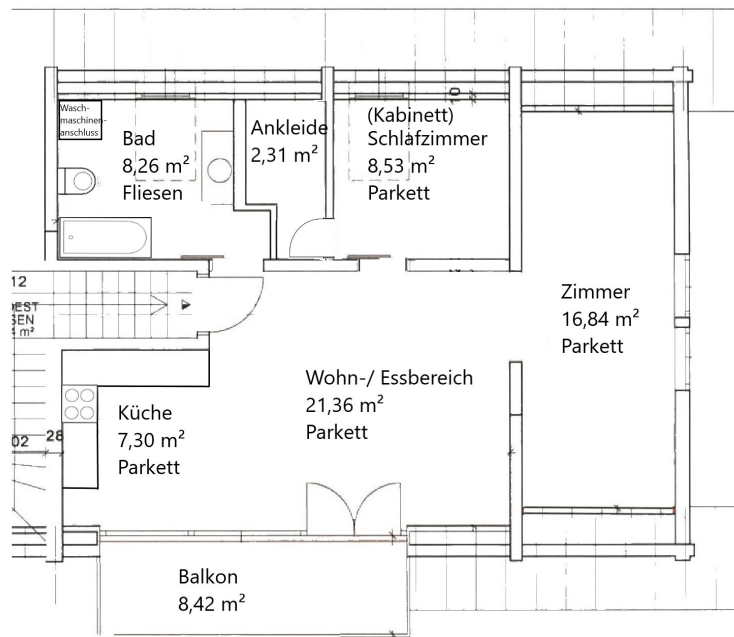 Wasch-
maschinen-
anschluss
Bad
8,26 m²
Fliesen
Ankleide
2,31 m²
(Kabinett)
Schlafzimmer
8,53 m²
Parkett
10
Zimmer
16,84 m²
Parkett
12
Wohn-/ Essbereich
21,36 m²
Parkett
Küche
7,30 m²
Parkett
02
28
Balkon
8,42 m²